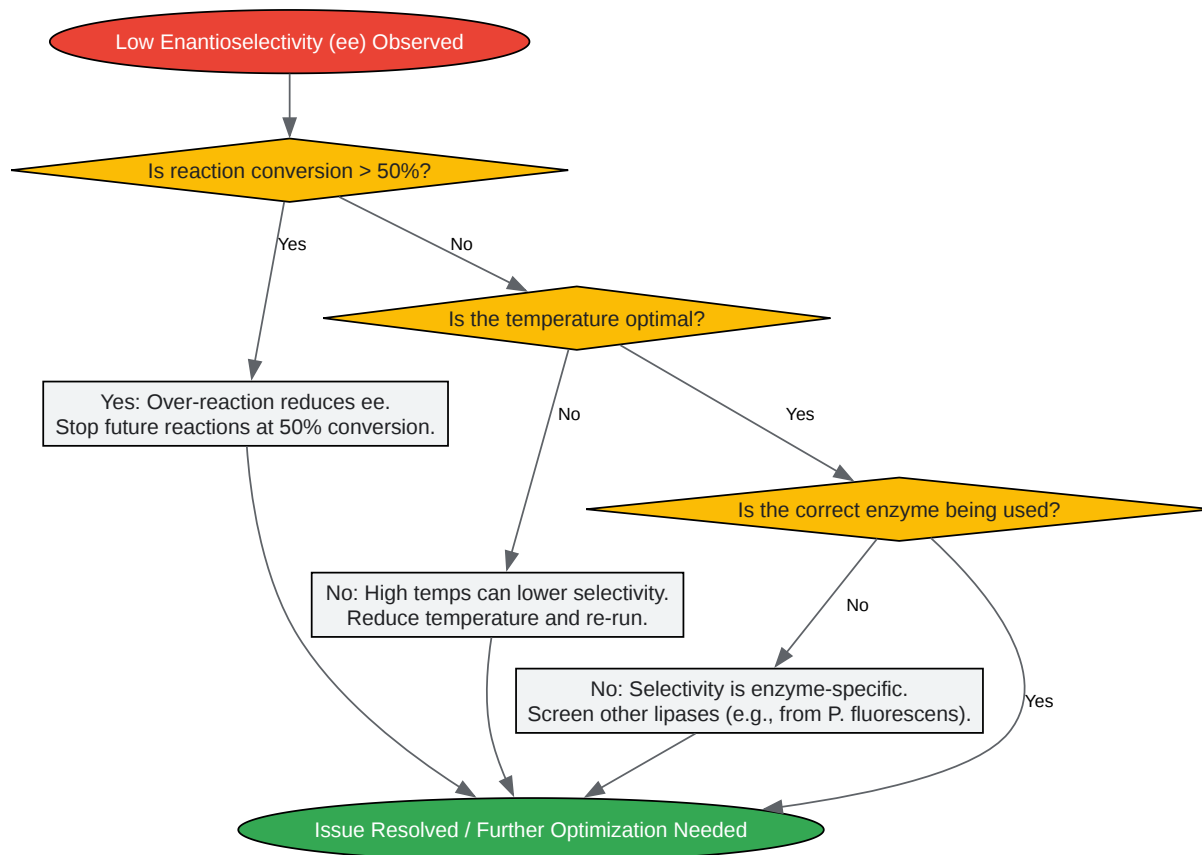 Low Enantioselectivity (ee) Observed
Is reaction conversion > 50%?
Yes
No
Is the temperature optimal?
Yes: Over-reaction reduces ee.
Stop future reactions at 50% conversion.
No
Yes
Is the correct enzyme being used?
No: High temps can lower selectivity.
Reduce temperature and re-run.
No
Yes
No: Selectivity is enzyme-specific.
Screen other lipases (e.g., from P. fluorescens).
Issue Resolved / Further Optimization Needed